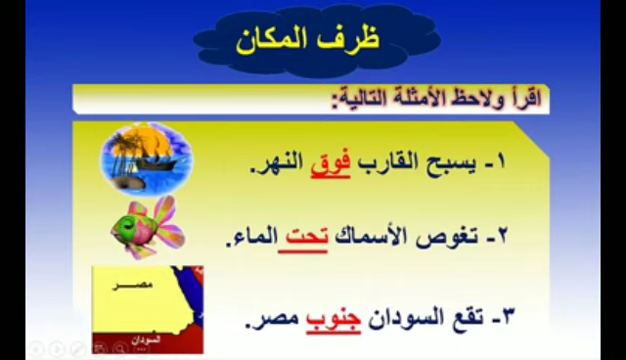 ظرف المكان
اقرأ ولاحظ الأمثلة التالية:
١- يسبح القارب فوق النهر.
٢- تغوص الأسماك تحت الماء.
٣- تقع السودان جنوب مصر.
مصر
السودان